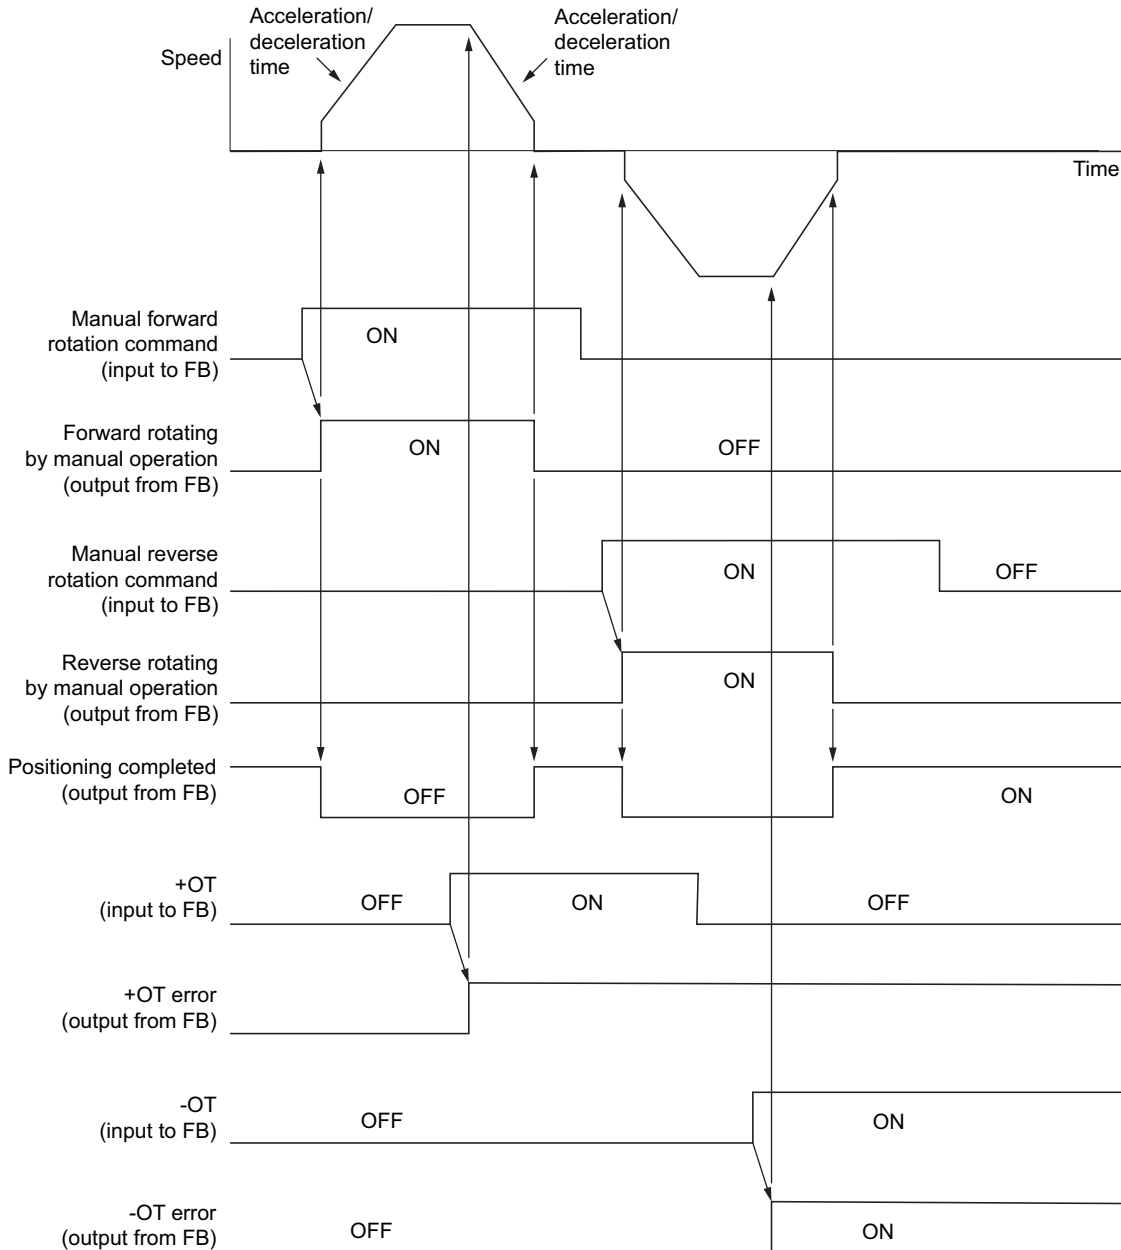 Acceleration/
deceleration
time
Acceleration/
deceleration
time
Speed
Time
Manual forward
rotation command
(input to FB)
ON
Forward rotating
by manual operation
(output from FB)
ON
OFF
Manual reverse
rotation command
(input to FB)
ON
OFF
Reverse rotating
by manual operation
(output from FB)
ON
Positioning completed
(output from FB)
OFF
ON
+OT
(input to FB)
OFF
ON
OFF
+OT error
(output from FB)
-OT
(input to FB)
OFF
ON
-OT error
(output from FB)
OFF
ON